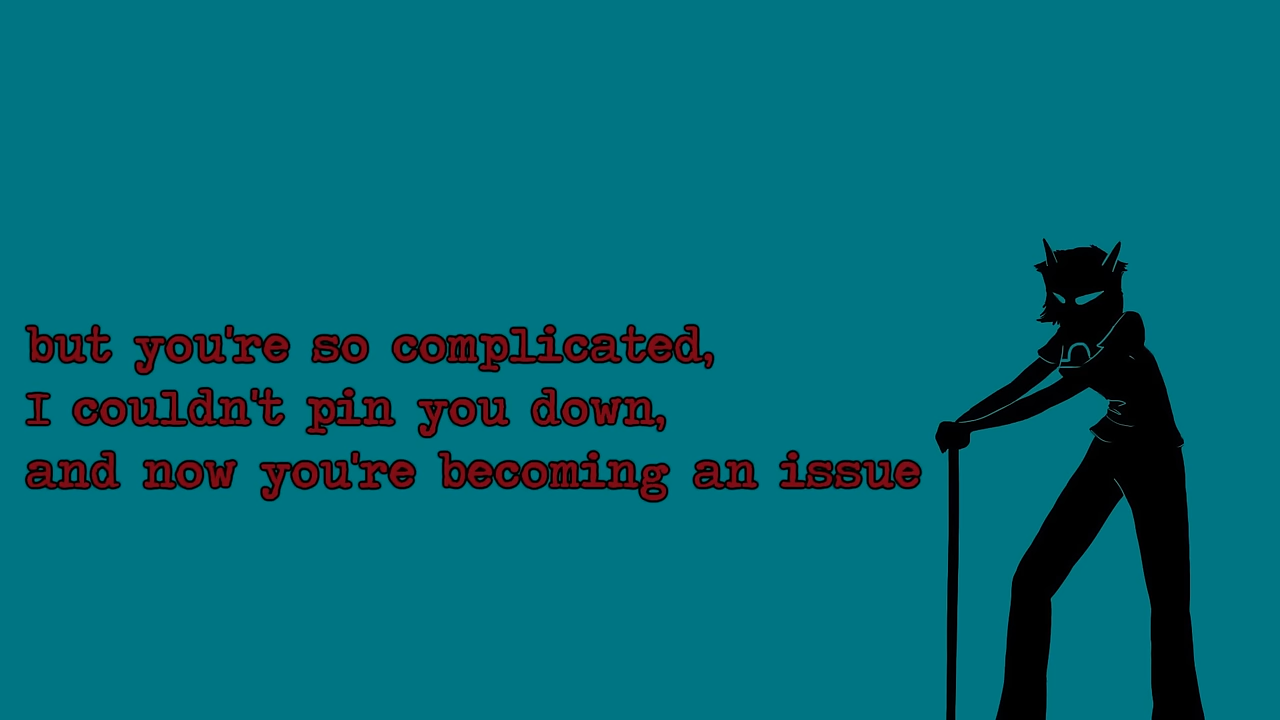 but you're so complicated,
I couldn't pin you down,
and now you're becoming an issue